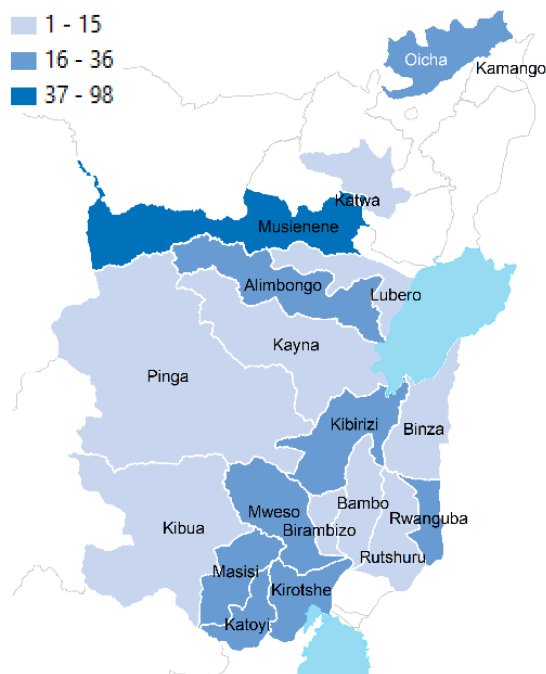 1 - 15
16 - 36
37 - 98
Oicha
Kamango
Katwa
Musienene
Alimbongo
Lubero
Kayna
Pinga
Kibirizi
Binza
Bambo
Mweso
Rwanguba
Kibua
Birambizo
Rutshuru
Masisi
Kirotshe
Katoyi